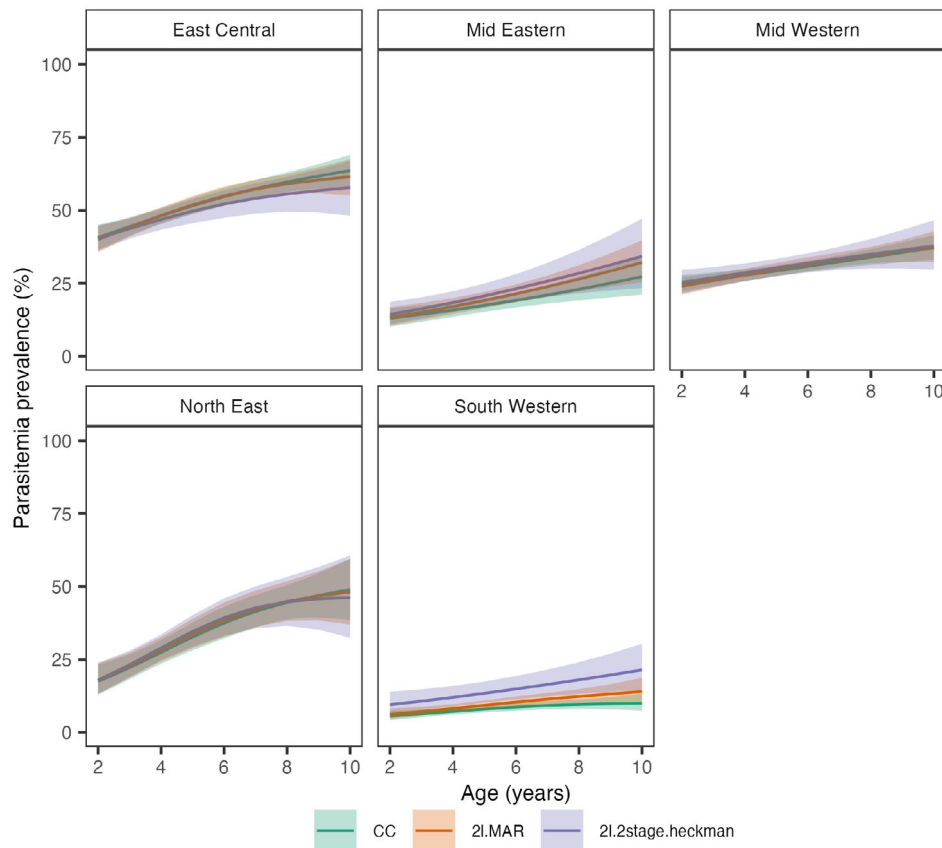 East Central
Mid Eastern
Mid Western
100
75
50
25
0
2 4 6 8 10
Parasitemia prevalence (%)
North East
South Western
100
75
50
25
0
2 4 6 8 10
2 4 6 8 10
Age (years)
CC
2l.MAR
2l.2stage.heckman